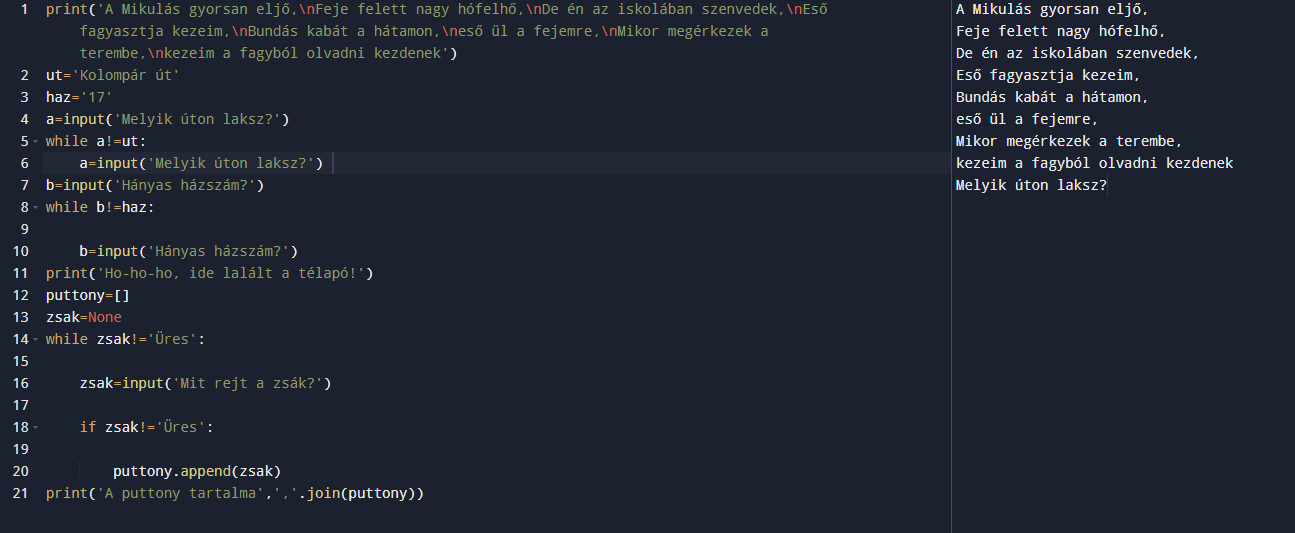 1 print('A Mikulás gyorsan eljő,\nFeje felett nagy hófelhő,\nDe én az iskolában szenvedek,\nEső
fagyasztja kezeim,\nBundás kabát a hátamon,\neső ül a fejemre,\nMikor megérkezek a
terembe,\nkezeim a fagyból olvadni kezdenek')
2 ut='Kolompár út'
3 haz='17'
4 a=input('Melyik úton laksz?')
5 while a!=ut:
6 a=input('Melyik úton laksz?')
7 b=input('Hányas házszám?')
8 while b!=haz:
9
10 b=input('Hányas házszám?')
11 print('Ho-ho-ho, ide lalált a télapó!')
12 puttony=[]
13 zsak=None
14 while zsak!='Üres':
15
16 zsak=input('Mit rejt a zsák?')
17
18 if zsak!='Üres':
19
20 puttony.append(zsak)
21 print('A puttony tartalma',','.join(puttony))
A Mikulás gyorsan eljő,
Feje felett nagy hófelhő,
De én az iskolában szenvedek,
Eső fagyasztja kezeim,
Bundás kabát a hátamon,
eső ül a fejemre,
Mikor megérkezek a terembe,
kezeim a fagyból olvadni kezdenek
Melyik úton laksz?